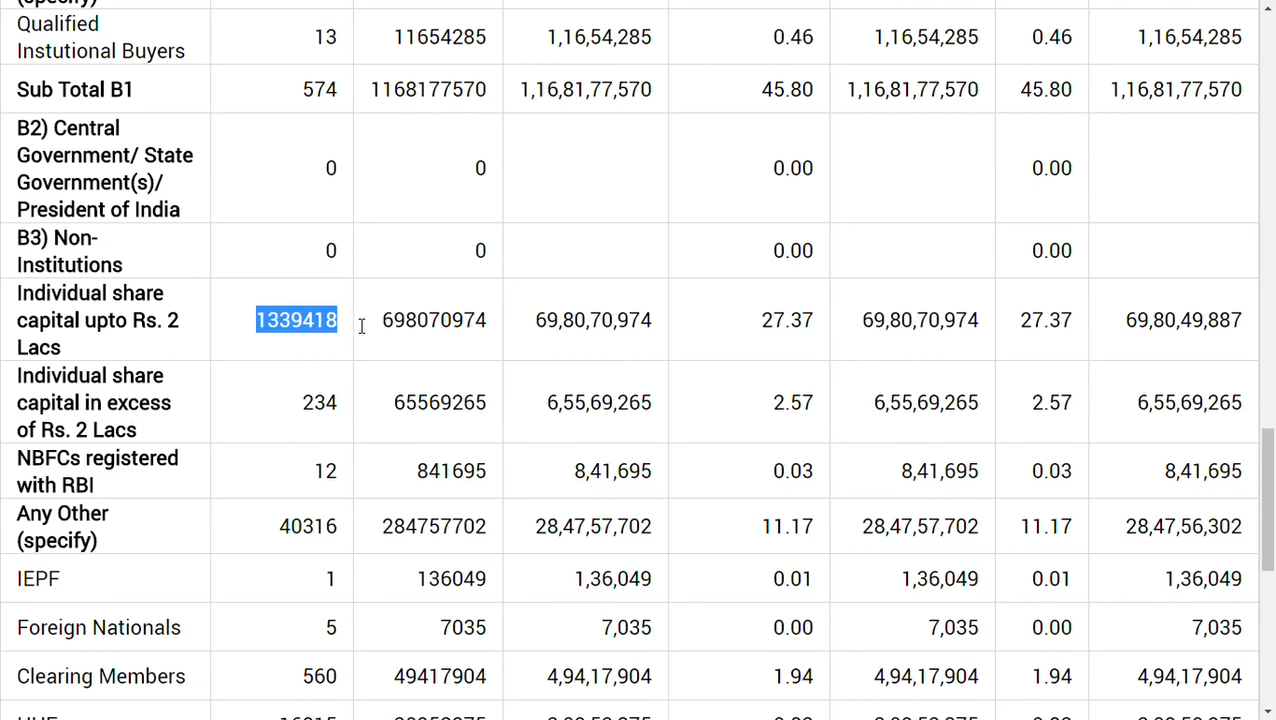 (specify)
Qualified
Instutional Buyers 13 11654285 1,16,54,285 0.46 1,16,54,285 0.46 1,16,54,285
Sub Total B1 574 1168177570 1,16,81,77,570 45.80 1,16,81,77,570 45.80 1,16,81,77,570
B2) Central
Government/ State
Government(s)/
President of India 0 0 0.00 0.00
B3) Non-
Institutions 0 0 0.00 0.00
Individual share
capital upto Rs. 2
Lacs 1339418 698070974 69,80,70,974 27.37 69,80,70,974 27.37 69,80,49,887
Individual share
capital in excess
of Rs. 2 Lacs 234 65569265 6,55,69,265 2.57 6,55,69,265 2.57 6,55,69,265
NBFCs registered
with RBI 12 841695 8,41,695 0.03 8,41,695 0.03 8,41,695
Any Other
(specify) 40316 284757702 28,47,57,702 11.17 28,47,57,702 11.17 28,47,56,302
IEPF 1 136049 1,36,049 0.01 1,36,049 0.01 1,36,049
Foreign Nationals 5 7035 7,035 0.00 7,035 0.00 7,035
Clearing Members 560 49417904 4,94,17,904 1.94 4,94,17,904 1.94 4,94,17,904